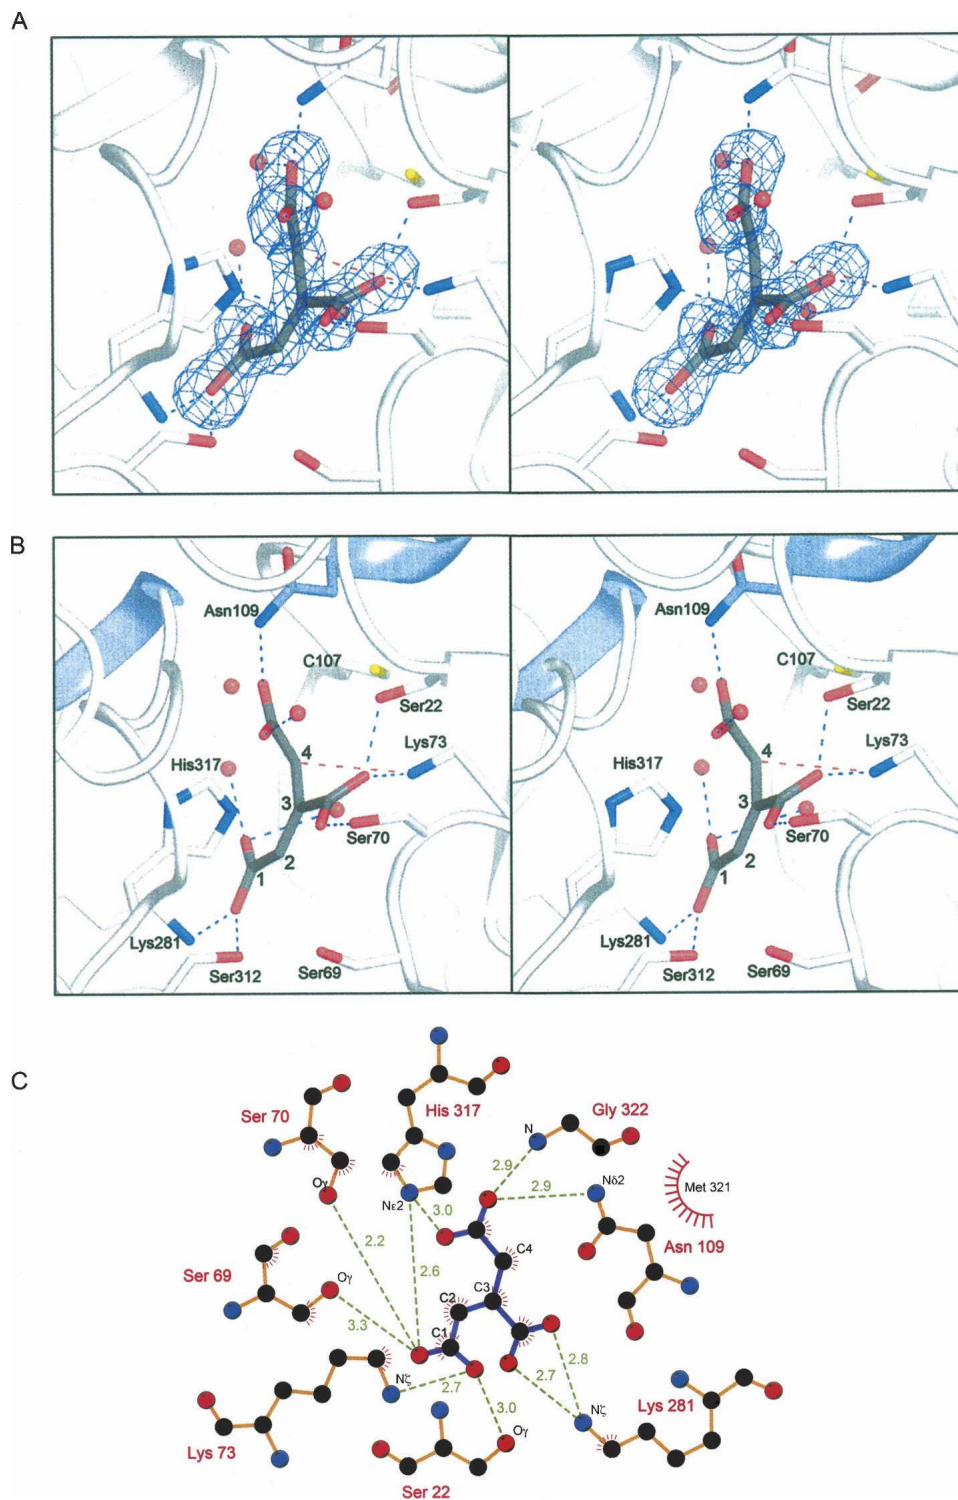 A
B
Asn109
C107
Ser22
Lys73
His317
4
3
Ser70
2
1
Lys281
Ser312
Ser69
Asn109
C107
Ser22
Lys73
His317
4
3
Ser70
2
1
Lys281
Ser312
Ser69
C
Ser 70
His 317
Gly 322
N
2.9
Nδ2
Met 321
Oγ
Nε2
3.0
2.9
2.2
C4
Asn 109
Ser 69
Oγ
2.6
C3
C2
3.3
C1
2.8
2.7
Nζ
2.7
Lys 281
3.0
Nζ
Lys 73
Oγ
Ser 22